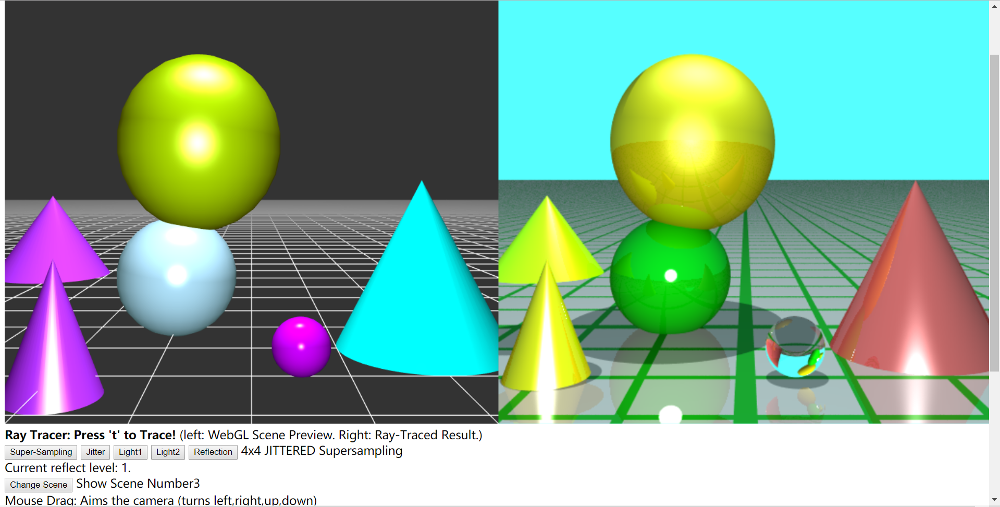 Ray Tracer: Press 't' to Trace! (left: WebGL Scene Preview. Right: Ray-Traced Result.)
Super-Sampling Jitter Light1 Light2 Reflection 4x4 JITTERED Supersampling
Current reflect level: 1.
Change Scene Show Scene Number3
Mouse Drag: Aims the camera (turns left,right,up,down)